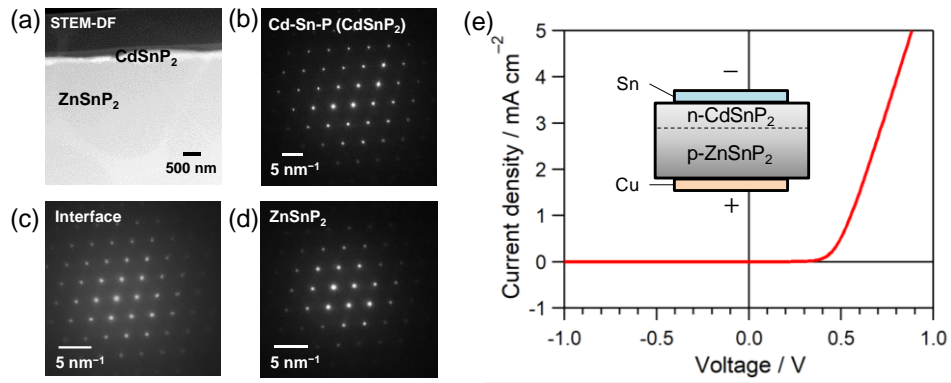 (a)
STEM-DF
CdSnP₂
ZnSnP₂
500 nm
(b)
Cd-Sn-P (CdSnP₂)
5 nm⁻¹
(c)
Interface
5 nm⁻¹
(d)
ZnSnP₂
5 nm⁻¹
(e)
Current density / mA cm⁻²
5
4
3
2
1
0
-1
-1.0
-0.5
0.0
0.5
1.0
Voltage / V
−
Sn
n-CdSnP₂
p-ZnSnP₂
Cu
+